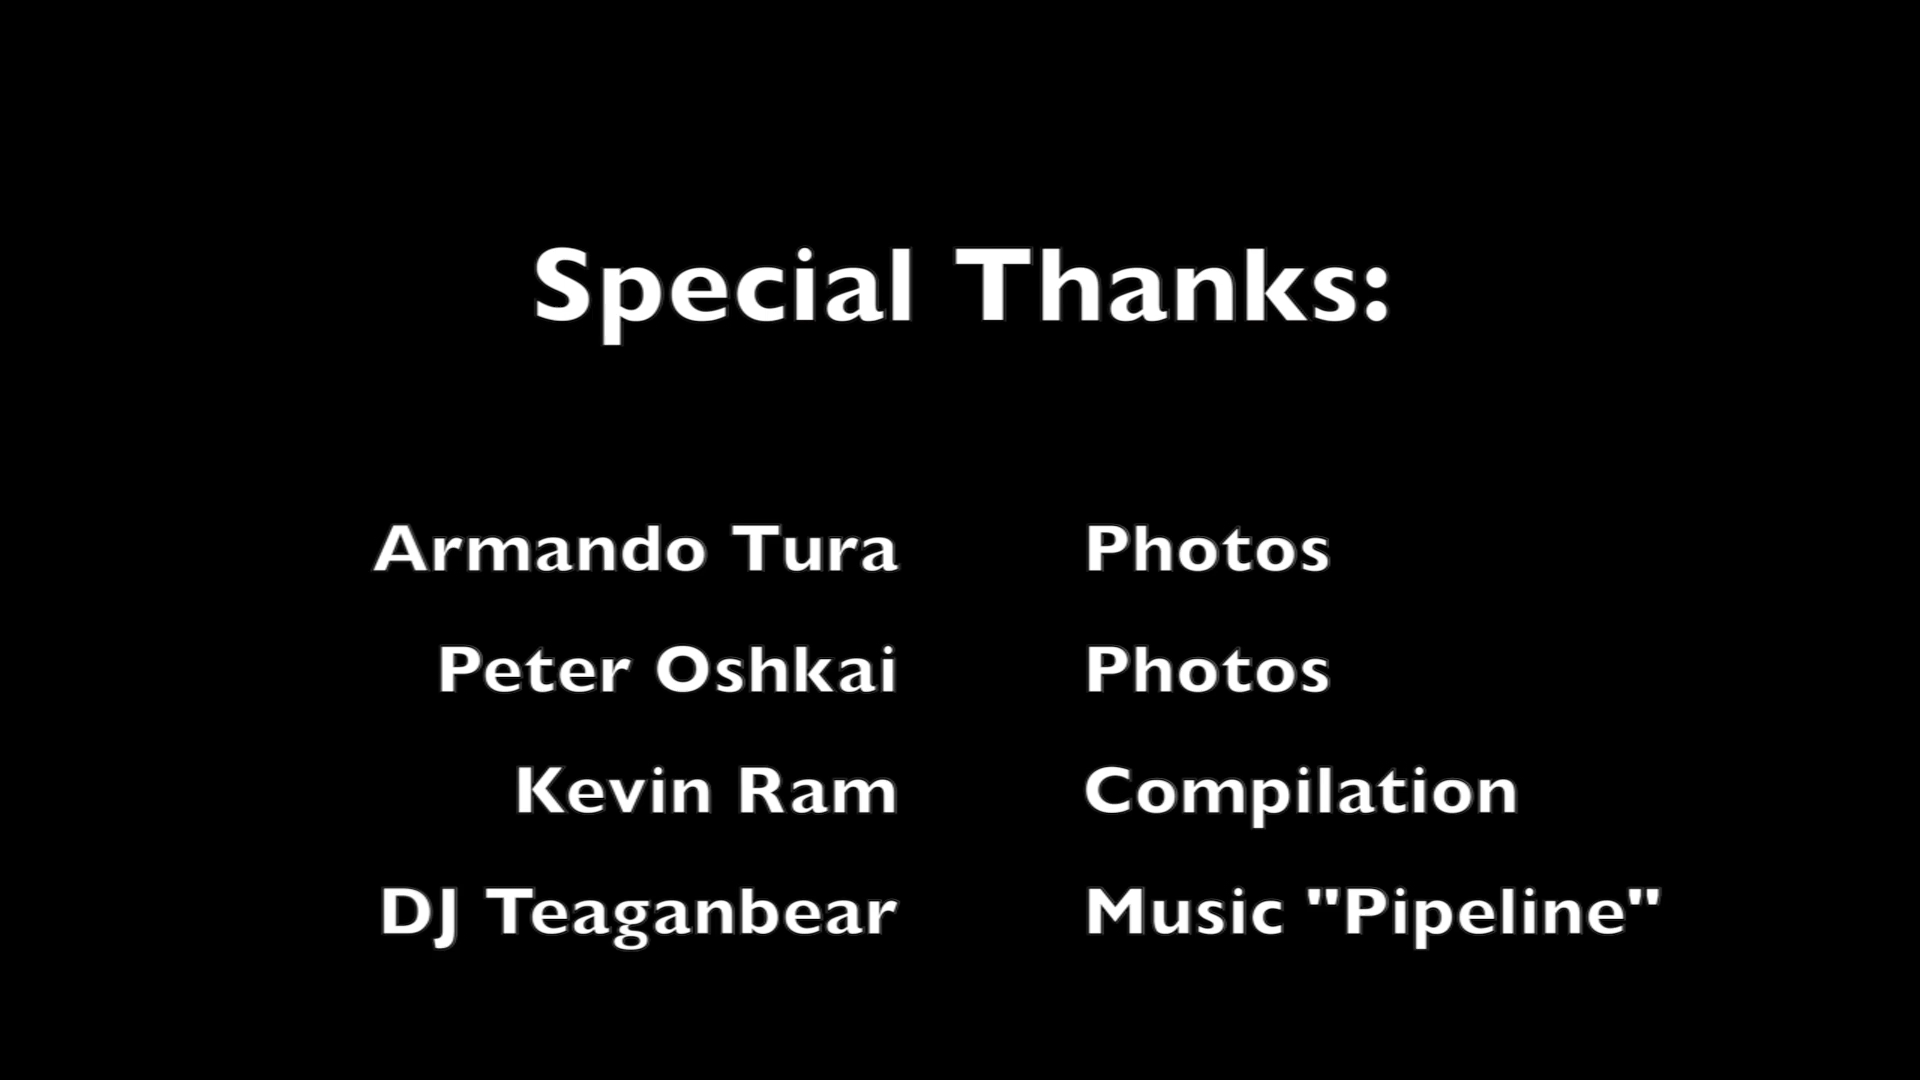 Special Thanks:
Armando Tura Photos
Peter Oshkai Photos
Kevin Ram Compilation
DJ Teaganbear Music "Pipeline"